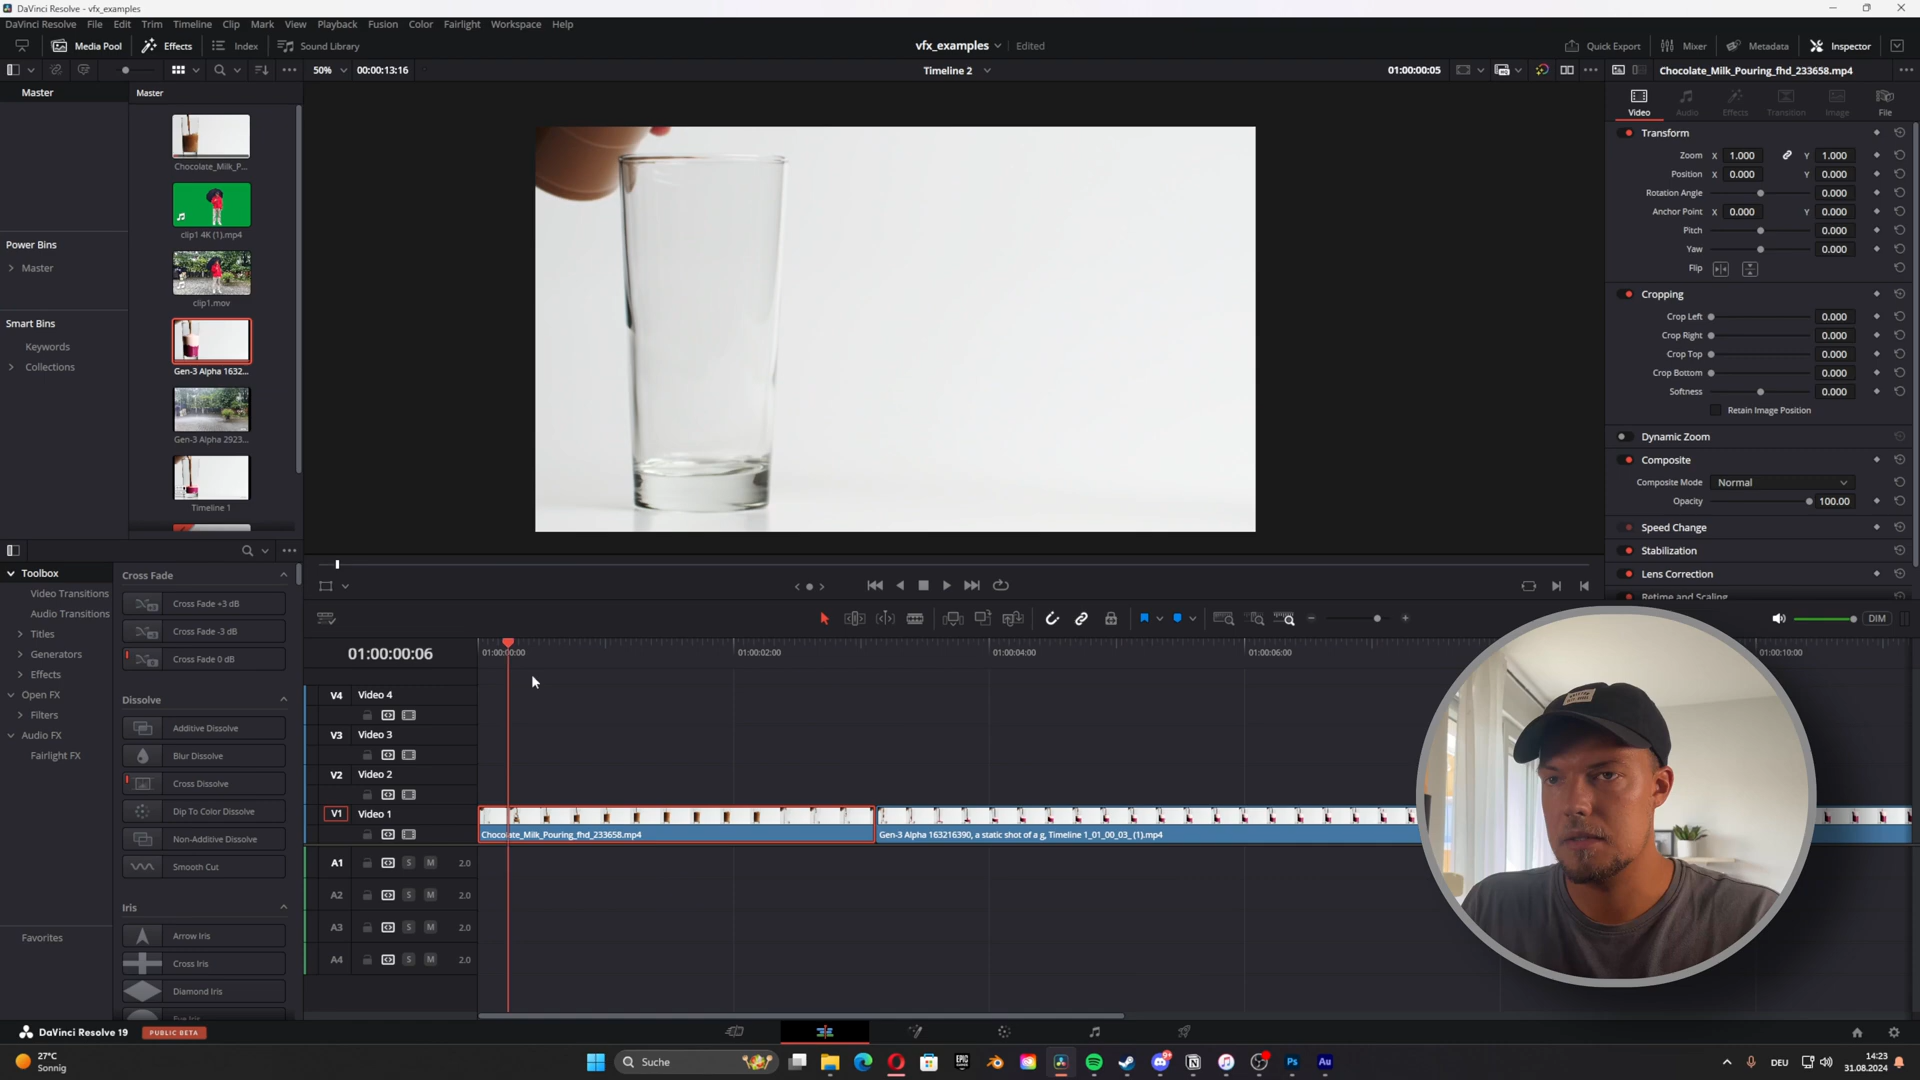 DaVinci Resolve - vfx_examples
DaVinci Resolve File Edit Trim Timeline Clip Mark View Playback Fusion Color Fairlight Workspace Help
Media Pool Effects Index Sound Library vfx_examples Edited Quick Export Mixer Metadata Inspector
50% 00:00:13:16 Timeline 2 01:00:00:05 Chocolate_Milk_Pouring_fhd_233658.mp4
Master
Master
Video Audio Effects Transition Image File
Chocolate_Milk_P...
clip1 4K (1).mp4
clip1.mov
Gen-3 Alpha 1632...
Gen-3 Alpha 2923...
Timeline 1
Power Bins
Master
Smart Bins
Keywords
Collections
Transform
Zoom X 1.000 Y 1.000
Position X 0.000 Y 0.000
Rotation Angle 0.000
Anchor Point X 0.000 Y 0.000
Pitch 0.000
Yaw 0.000
Flip
Cropping
Crop Left 0.000
Crop Right 0.000
Crop Top 0.000
Crop Bottom 0.000
Softness 0.000
Retain Image Position
Dynamic Zoom
Composite
Composite Mode Normal
Opacity 100.00
Speed Change
Stabilization
Lens Correction
Retime and Scaling
Toolbox
Video Transitions
Audio Transitions
Titles
Generators
Effects
Open FX
Filters
Audio FX
Fairlight FX
Favorites
Cross Fade
Cross Fade +3 dB
Cross Fade -3 dB
Cross Fade 0 dB
Dissolve
Additive Dissolve
Blur Dissolve
Cross Dissolve
Dip To Color Dissolve
Non-Additive Dissolve
Smooth Cut
Iris
Arrow Iris
Cross Iris
Diamond Iris
Eye Iris
DIM
01:00:00:06
01:00:00:00 01:00:02:00 01:00:04:00 01:00:06:00 01:00:10:00
V4 Video 4
V3 Video 3
V2 Video 2
V1 Video 1
Chocolate_Milk_Pouring_fhd_233658.mp4
Gen-3 Alpha 163216390, a static shot of a g, Timeline 1_01_00_03_ (1).mp4
A1 S M 2.0
A2 S M 2.0
A3 S M 2.0
A4 S M 2.0
DaVinci Resolve 19 PUBLIC BETA
27°C
Sonnig
Suche
EPIC
Ps
Au
DEU
14:23
31.08.2024